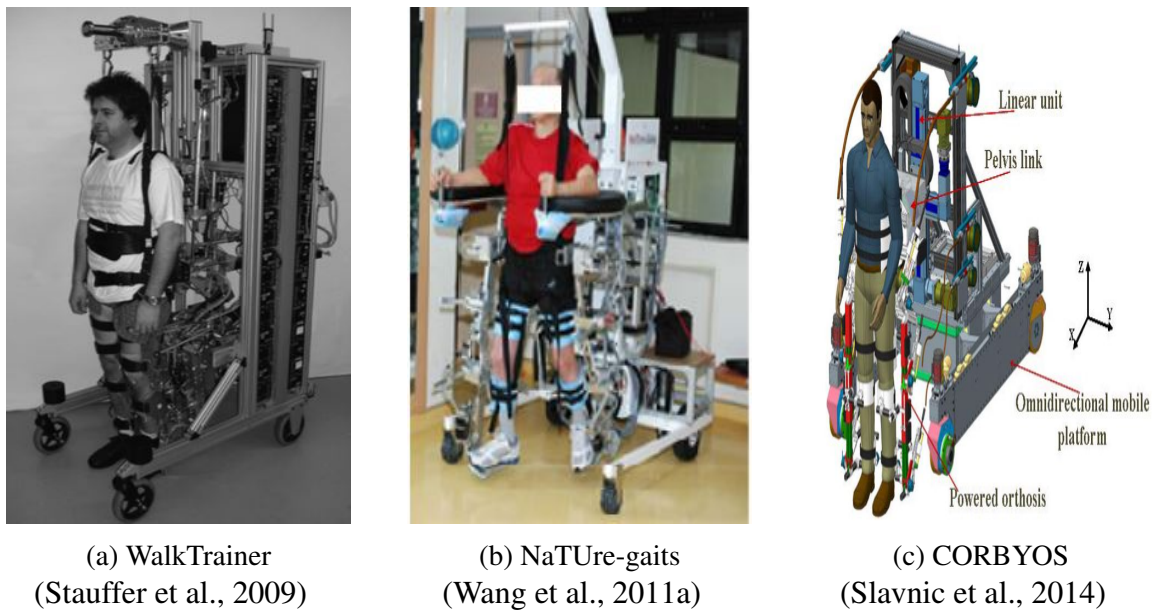 Linear unit
Pelvis link
Z
Y
X
Omnidirectional mobile
platform
Powered orthosis
(a) WalkTrainer
(Stauffer et al., 2009)
(b) NaTUre-gaits
(Wang et al., 2011a)
(c) CORBYOS
(Slavnic et al., 2014)